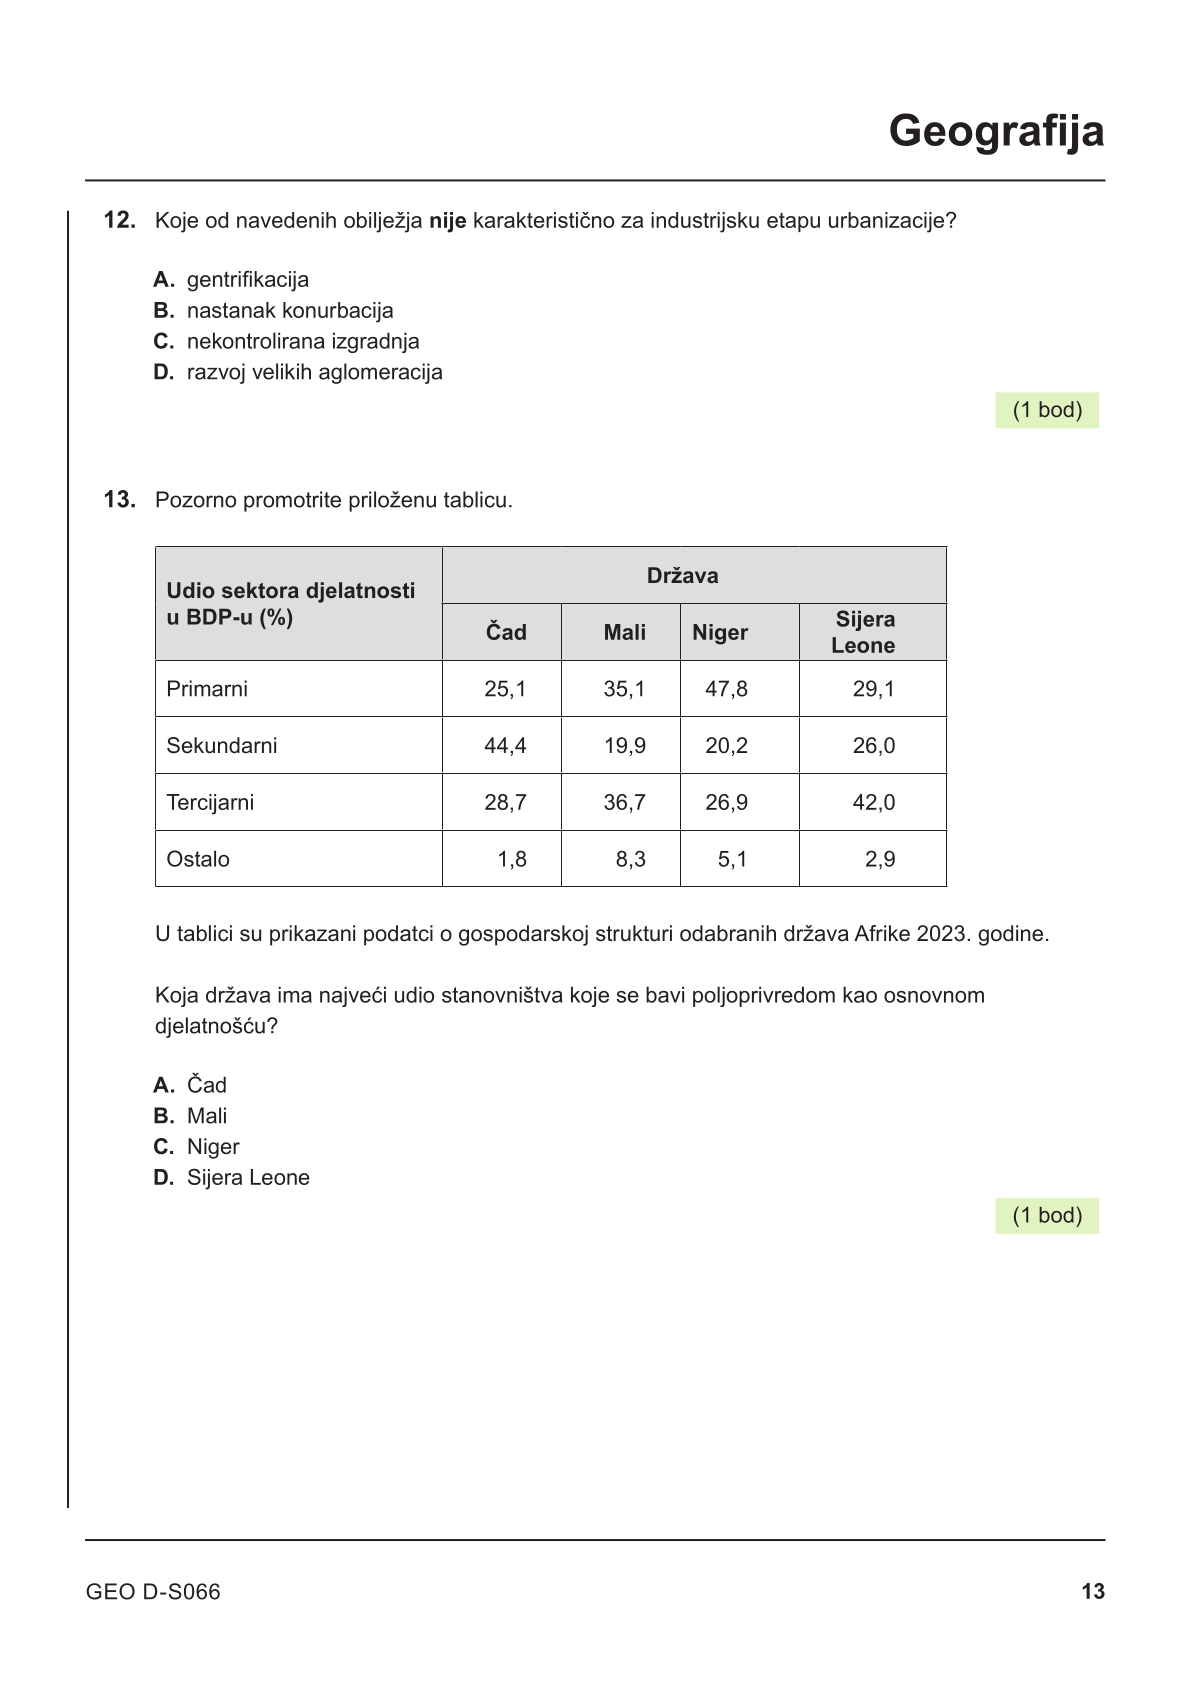 Geografija
12. Koje od navedenih obilježja nije karakteristično za industrijsku etapu urbanizacije?
A. gentrifikacija
B. nastanak konurbacija
C. nekontrolirana izgradnja
D. razvoj velikih aglomeracija
(1 bod)
13. Pozorno promotrite priloženu tablicu.
Udio sektora djelatnosti
u BDP-u (%)
Država
Čad Mali Niger Sijera
Leone
Primarni 25,1 35,1 47,8 29,1
Sekundarni 44,4 19,9 20,2 26,0
Tercijarni 28,7 36,7 26,9 42,0
Ostalo 1,8 8,3 5,1 2,9
U tablici su prikazani podatci o gospodarskoj strukturi odabranih država Afrike 2023. godine.
Koja država ima najveći udio stanovništva koje se bavi poljoprivredom kao osnovnom
djelatnošću?
A. Čad
B. Mali
C. Niger
D. Sijera Leone
(1 bod)
GEO D-S066
13